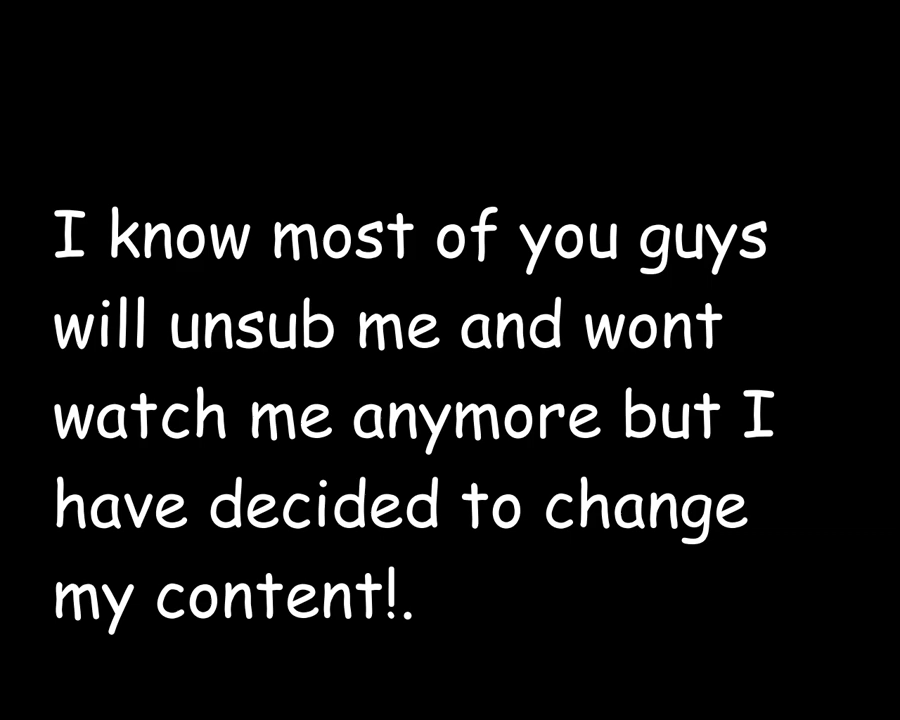 I know most of you guys
will unsub me and wont
watch me anymore but I
have decided to change
my content!.